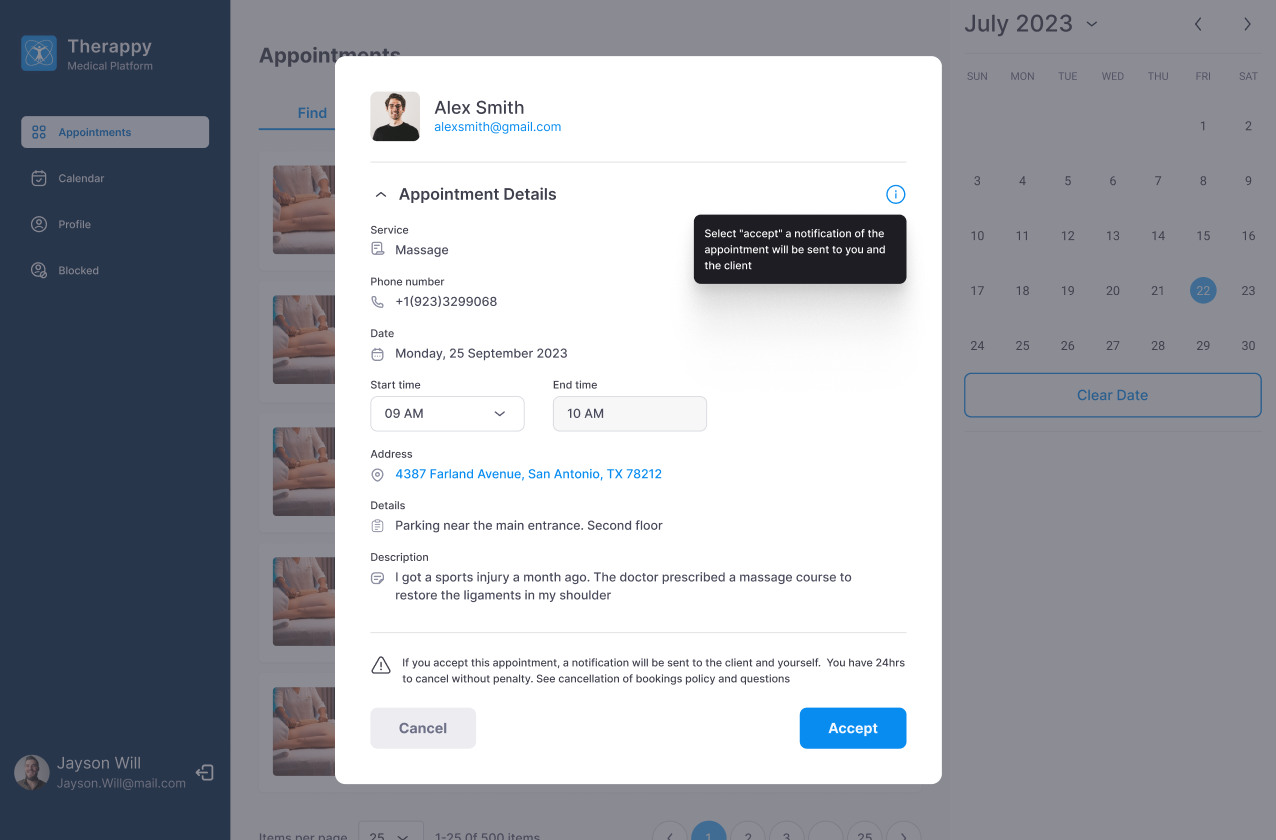 Therappy
Medical Platform
Appointments
Calendar
Profile
Blocked
Jayson Will
Jayson.Will@mail.com
Appointments
Find
Items per page
25
1-25 0f 500 items
1
2
3
...
25
Alex Smith
alexsmith@gmail.com
Appointment Details
Select "accept" a notification of the
appointment will be sent to you and
the client
Service
Massage
Phone number
+1(923)3299068
Date
Monday, 25 September 2023
Start time
End time
09 AM
10 AM
Address
4387 Farland Avenue, San Antonio, TX 78212
Details
Parking near the main entrance. Second floor
Description
I got a sports injury a month ago. The doctor prescribed a massage course to
restore the ligaments in my shoulder
If you accept this appointment, a notification will be sent to the client and yourself.  You have 24hrs
to cancel without penalty. See cancellation of bookings policy and questions
Cancel
Accept
July 2023
SUN MON TUE WED THU FRI SAT
1 2
3 4 5 6 7 8 9
10 11 12 13 14 15 16
17 18 19 20 21 22 23
24 25 26 27 28 29 30
Clear Date